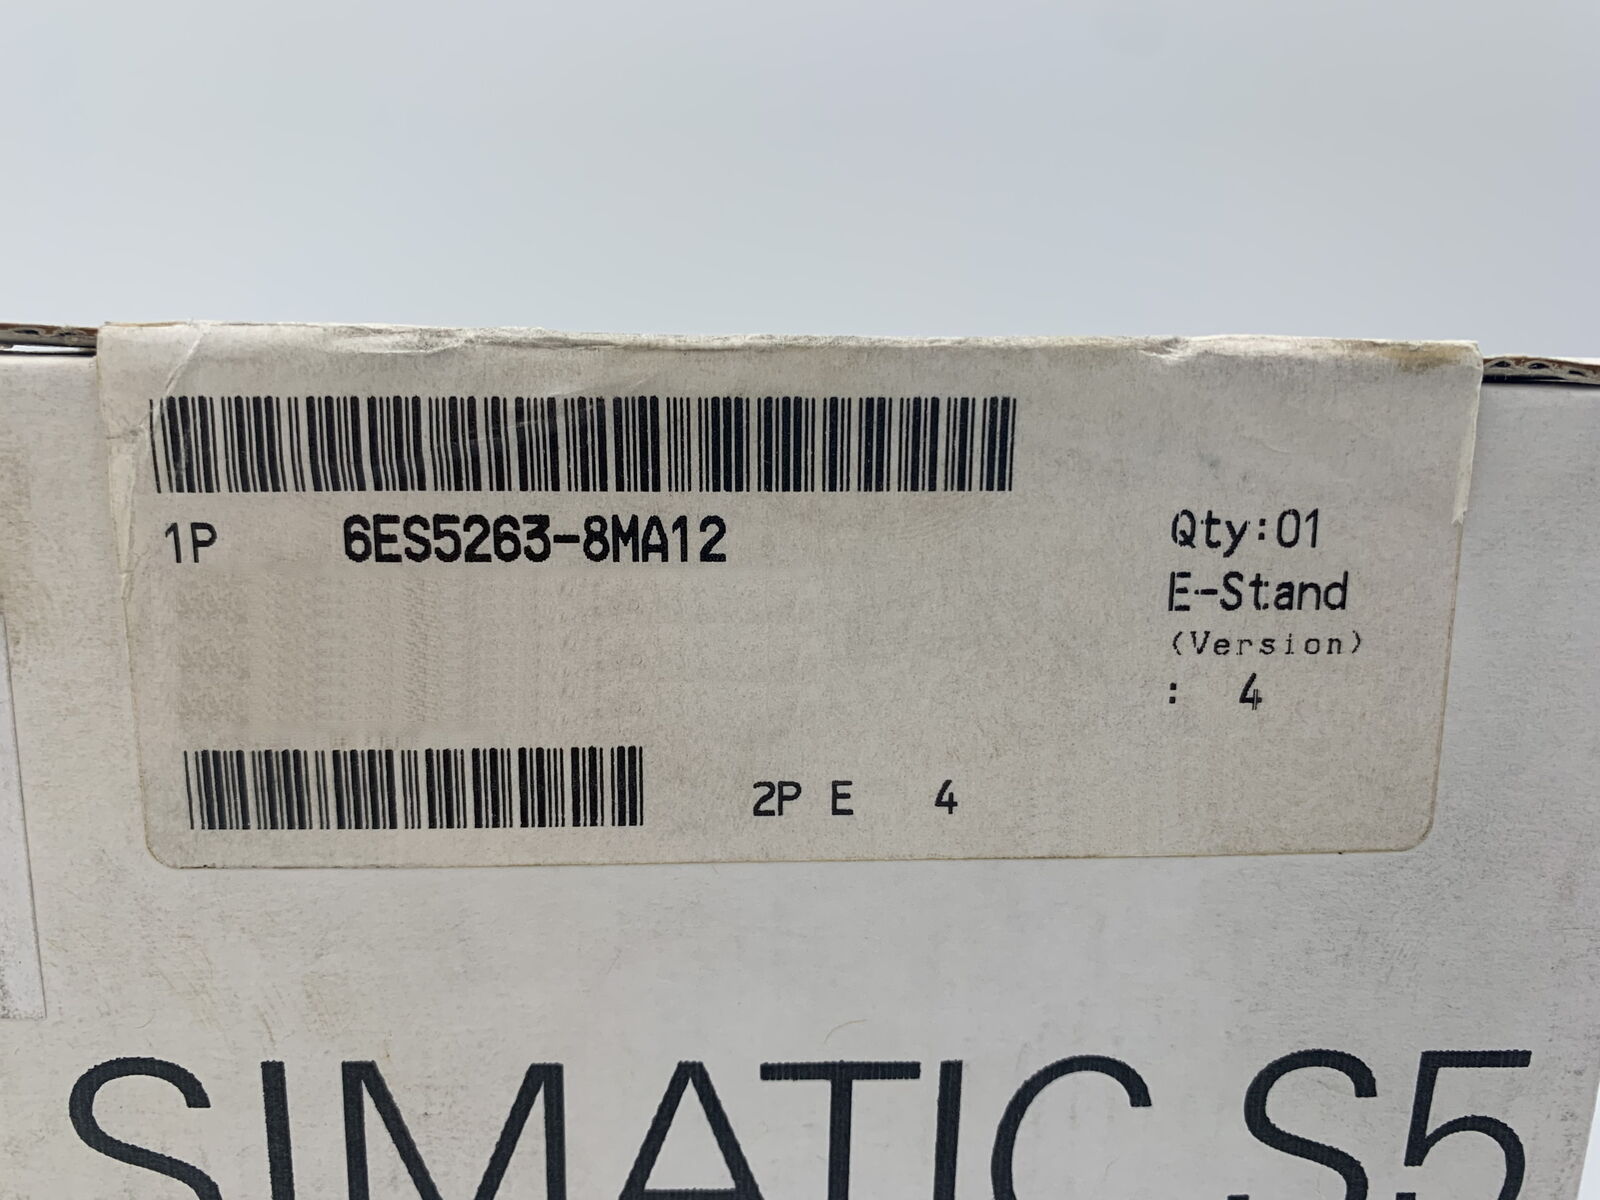 1P 6ES5263-8MA12
Qty:01
E-Stand
(Version)
: 4
2P E 4
SIMATIC S5